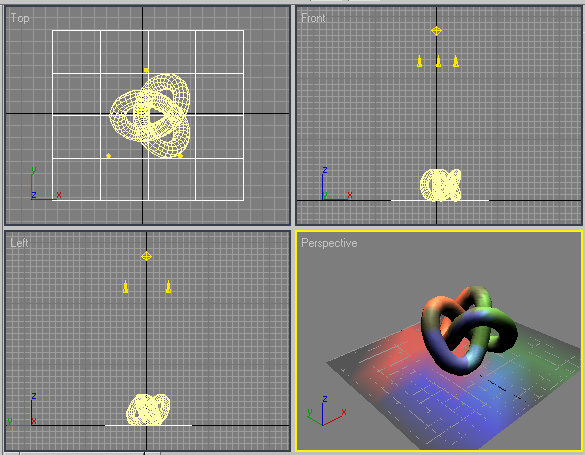 Top
y
z x
Front
z
y x
Left
z
y x
Perspective
z
y x